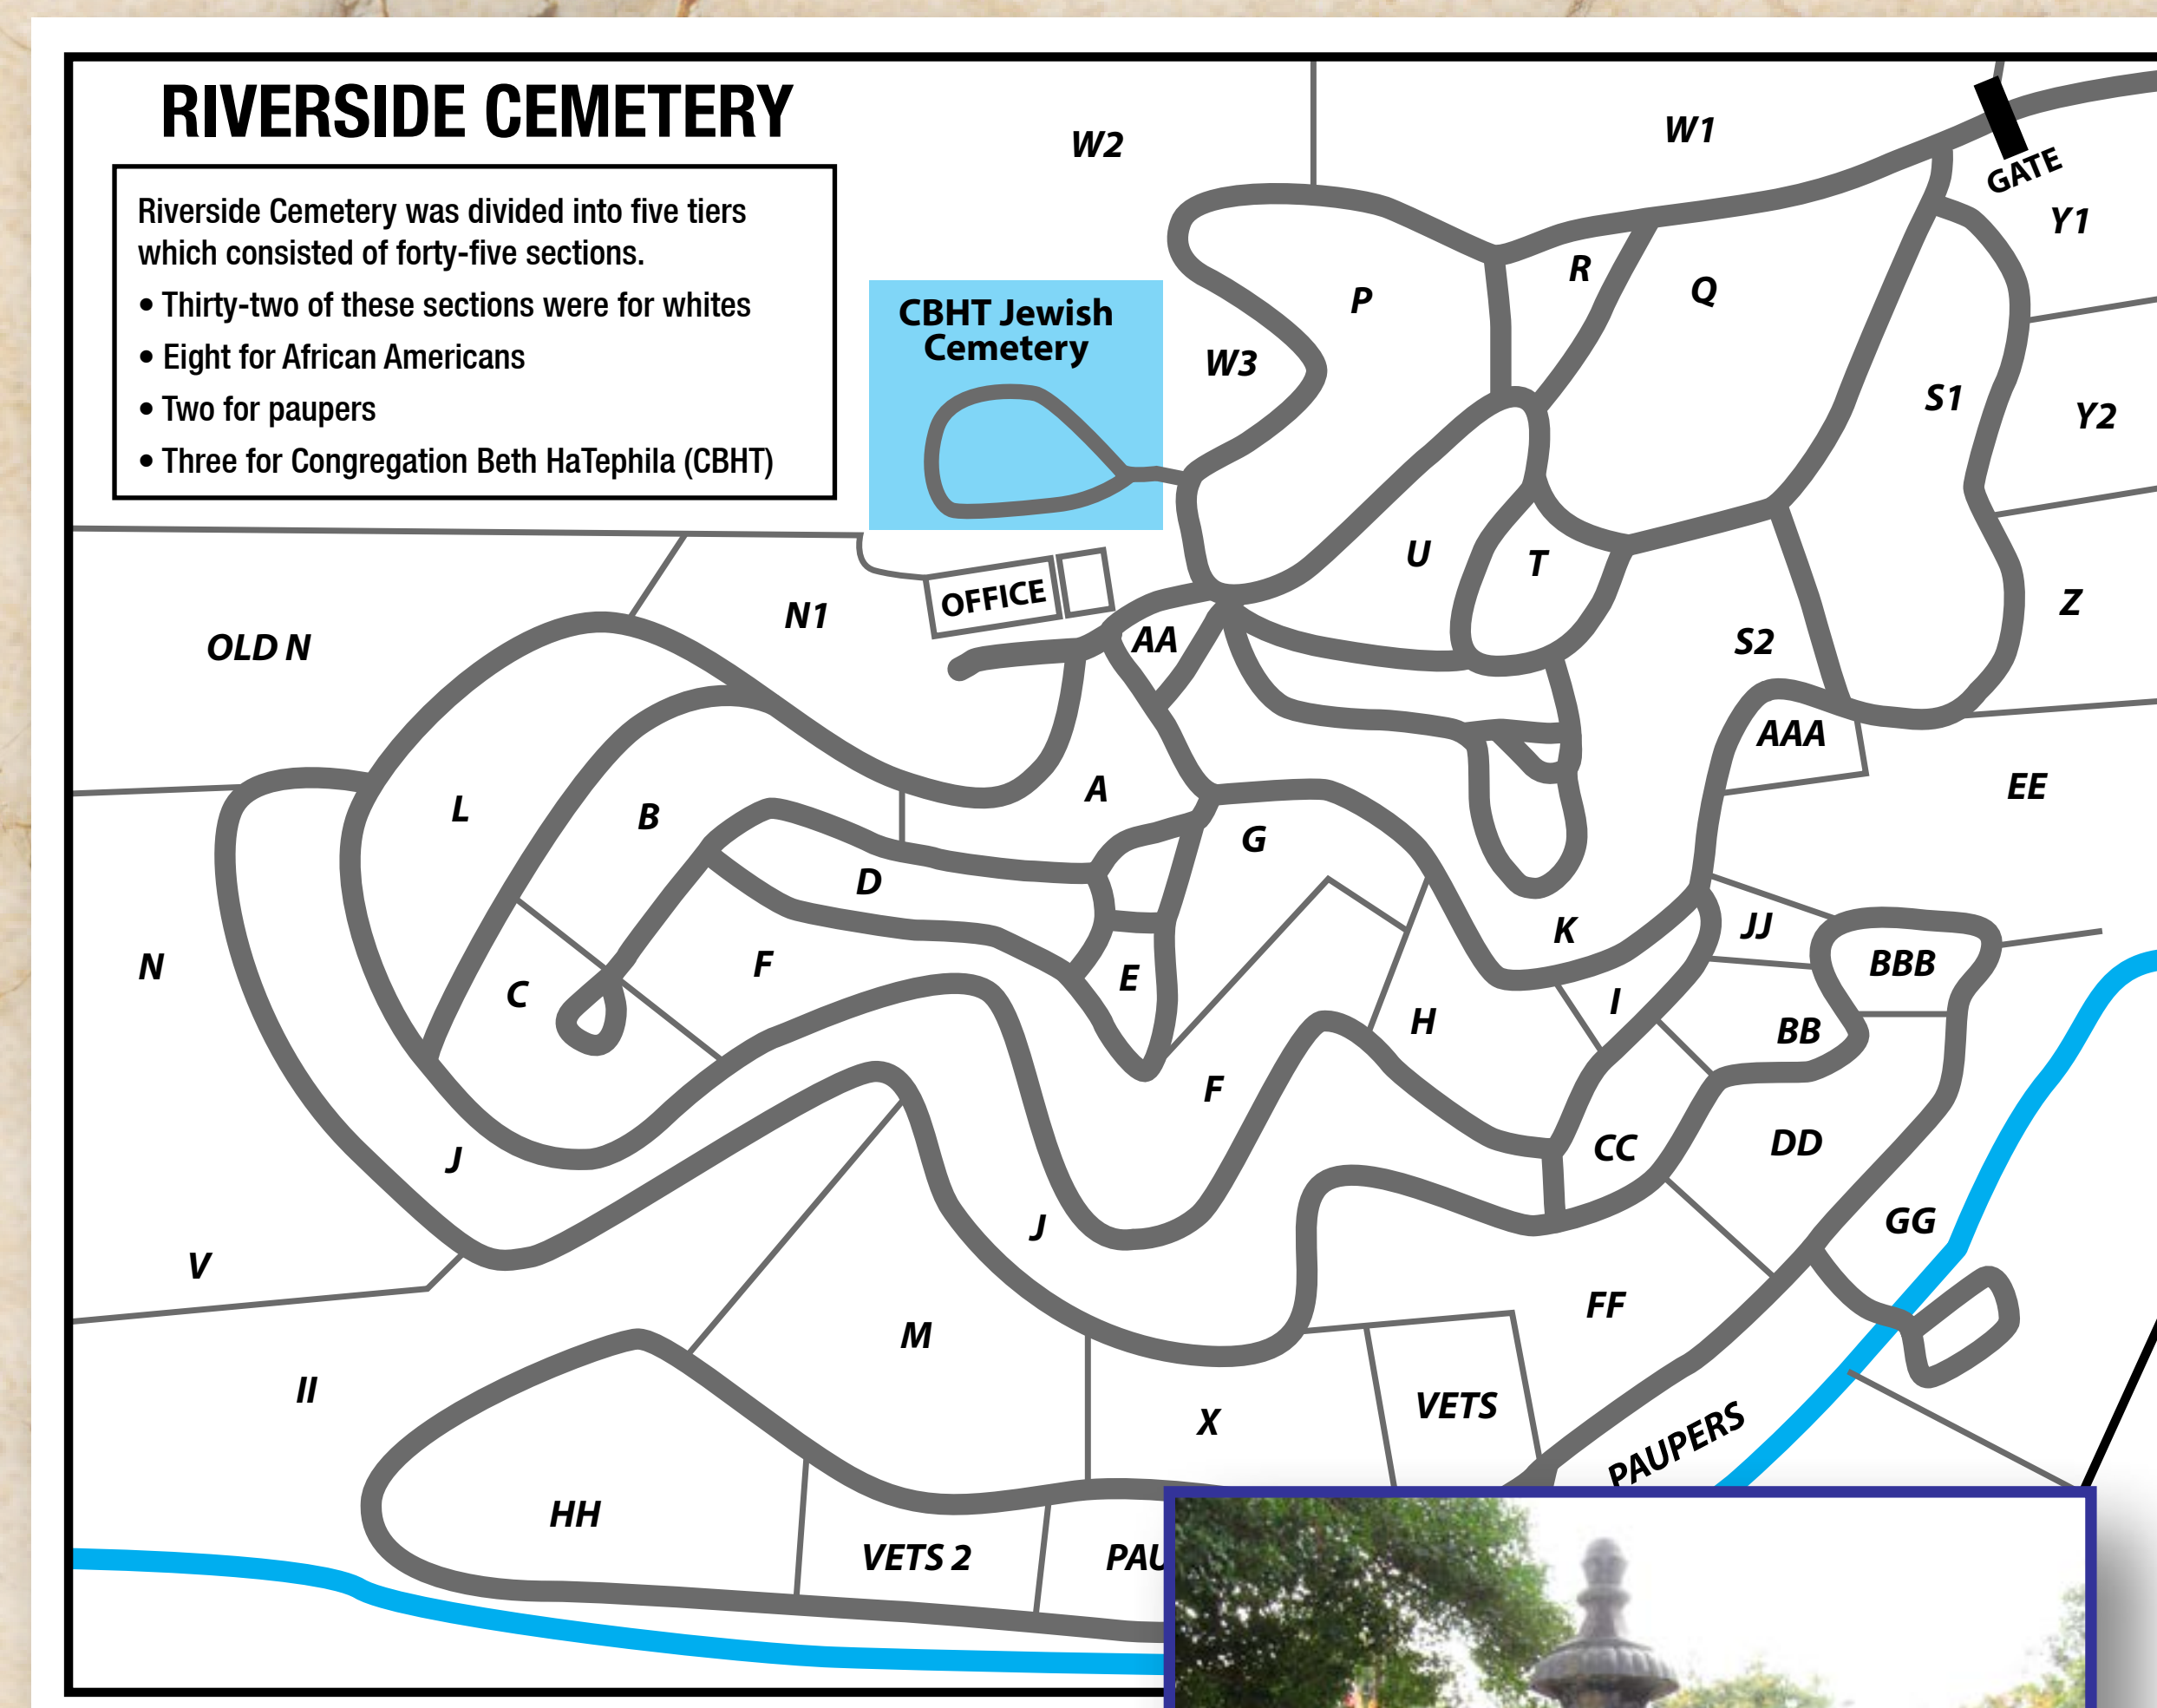 RIVERSIDE CEMETERY
Riverside Cemetery was divided into five tiers
which consisted of forty-five sections.
• Thirty-two of these sections were for whites
• Eight for African Americans
• Two for paupers
• Three for Congregation Beth HaTephila (CBHT)
W2
W1
GATE
Y1
R
Q
P
CBHT Jewish
Cemetery
W3
S1
Y2
U
T
OFFICE
N1
AA
Z
OLD N
S2
AAA
EE
A
L
B
G
D
K
JJ
F
BBB
N
E
C
I
H
BB
F
CC
DD
J
J
GG
V
FF
M
II
VETS
X
PAUPERS
HH
VETS 2
PAU